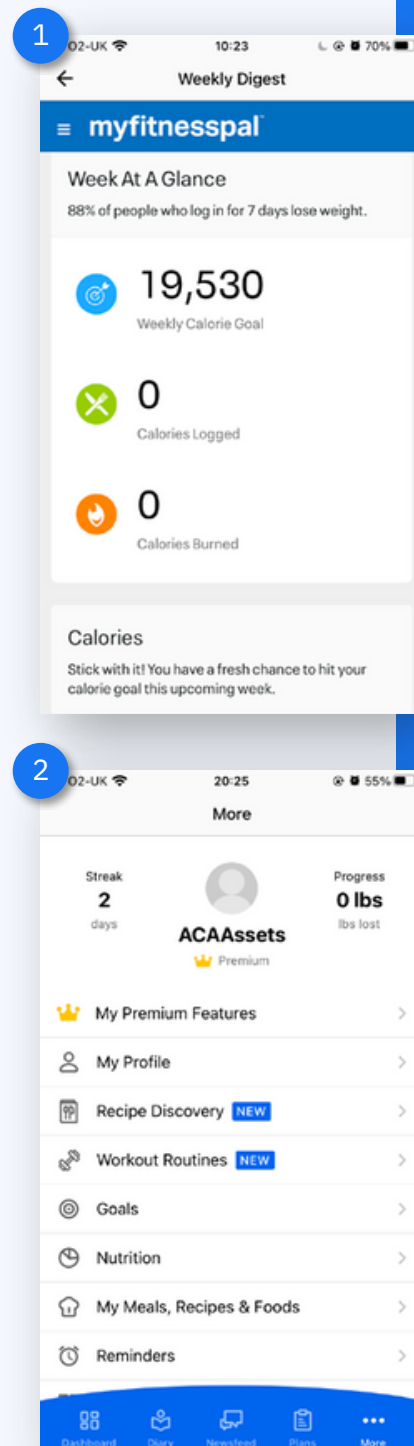 1
O2-UK 10:23 70%
Weekly Digest
myfitnesspal
Week At A Glance
88% of people who log in for 7 days lose weight.
19,530
Weekly Calorie Goal
0
Calories Logged
0
Calories Burned
Calories
Stick with it! You have a fresh chance to hit your
calorie goal this upcoming week.
2
O2-UK 20:25 55%
More
Streak
2
days
ACAAssets
Premium
Progress
0 lbs
lbs lost
My Premium Features
My Profile
Recipe Discovery NEW
Workout Routines NEW
Goals
Nutrition
My Meals, Recipes & Foods
Reminders
Dashboard Diary Newsfeed Plans More